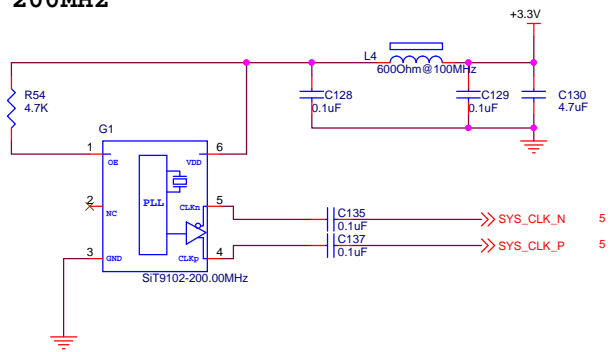 200MHz
+3.3V
L4
600Ohm@100MHz
R54
4.7K
C128
0.1uF
C129
0.1uF
C130
4.7uF
G1
1
OE
VDD
6
2
NC
PLL
CLKn
5
3
GND
CLKp
4
SiT9102-200.00MHz
C135
0.1uF
SYS_CLK_N 5
C137
0.1uF
SYS_CLK_P 5